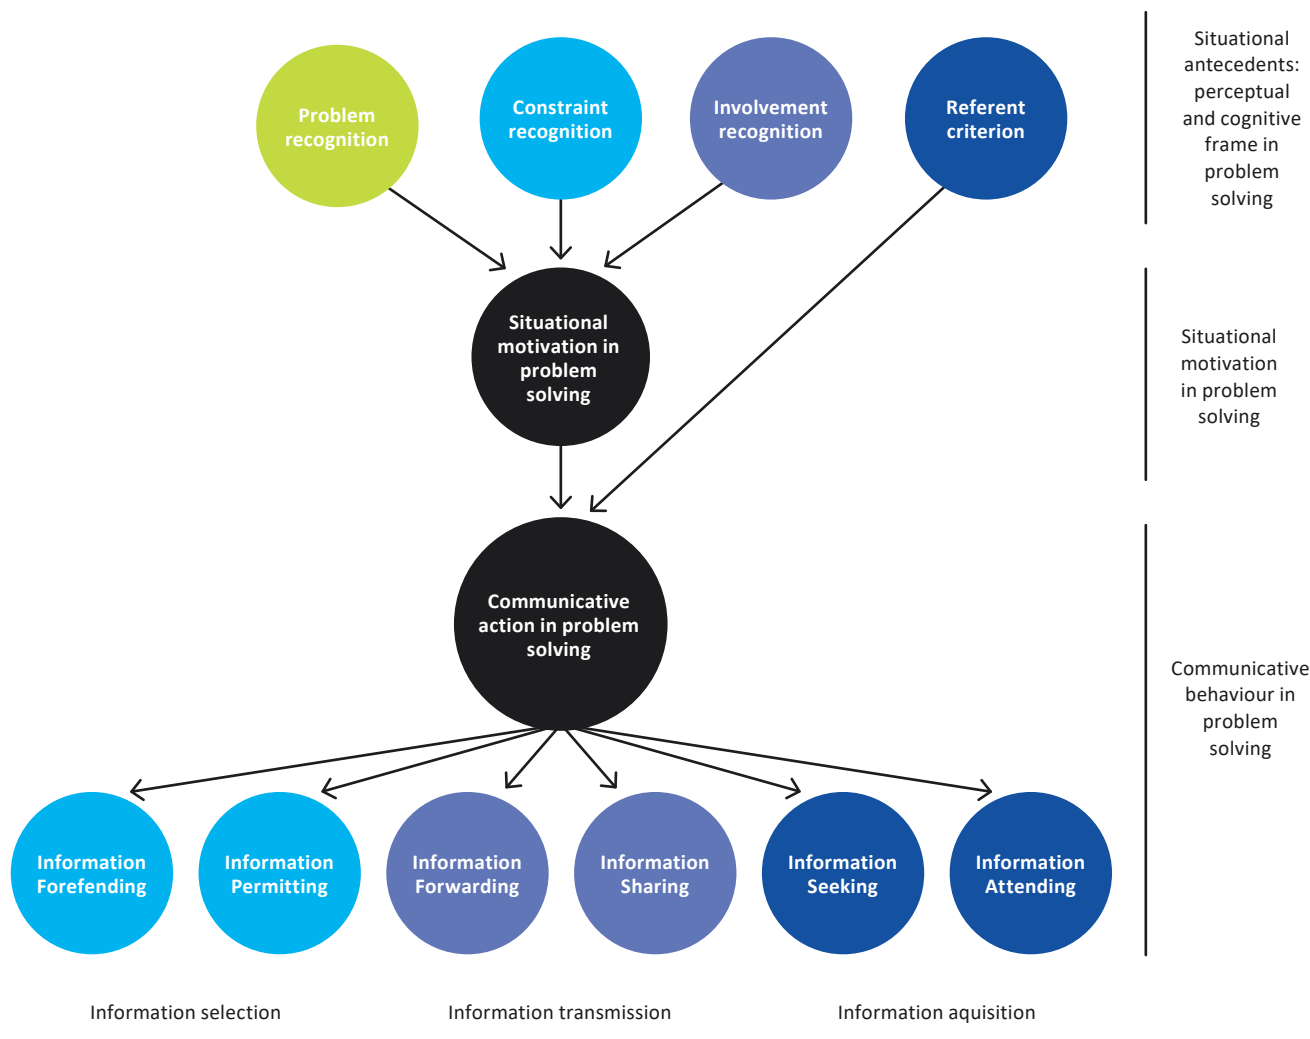 Problem
recognition
Constraint
recognition
Involvement
recognition
Referent
criterion
Situational
antecedents:
perceptual
and cognitive
frame in
problem
solving
Situational
motivation in
problem
solving
Situational
motivation
in problem
solving
Communicative
action in problem
solving
Communicative
behaviour in
problem
solving
Information
Forefending
Information
Permitting
Information
Forwarding
Information
Sharing
Information
Seeking
Information
Attending
Information selection
Information transmission
Information aquisition